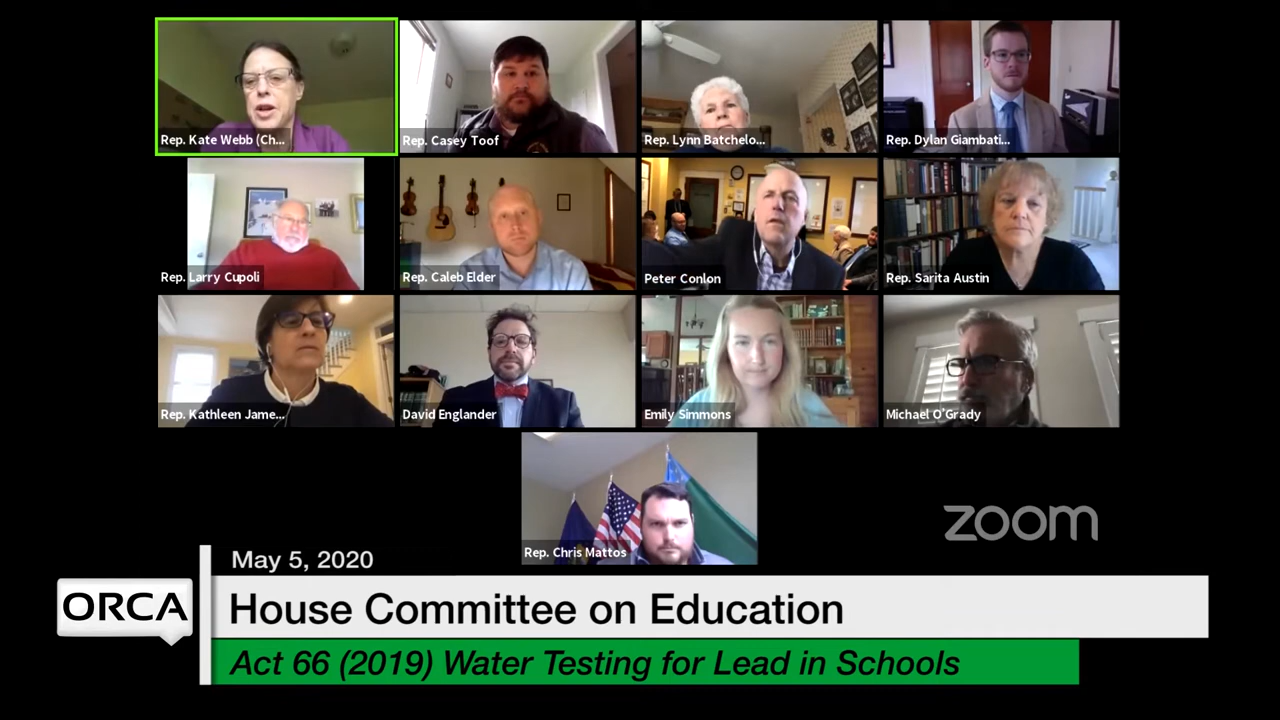 Rep. Kate Webb (Ch...
Rep. Casey Toof
Rep. Lynn Batchelo...
Rep. Dylan Giambati...
Rep. Larry Cupoli
Rep. Caleb Elder
Peter Conlon
Rep. Sarita Austin
Rep. Kathleen Jame...
David Englander
Emily Simmons
Michael O'Grady
Rep. Chris Mattos
zoom
May 5, 2020
ORCA
House Committee on Education
Act 66 (2019) Water Testing for Lead in Schools